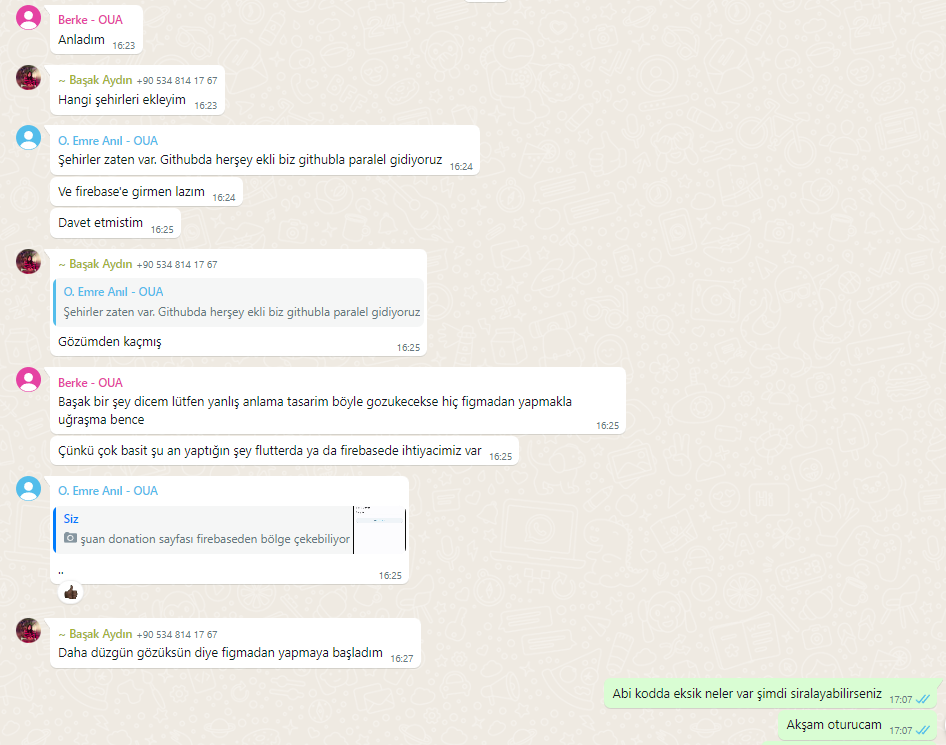 Berke - OUA
Anladım 16:23
~ Başak Aydın +90 534 814 17 67
Hangi şehirleri ekleyim 16:23
O. Emre Anıl - OUA
Şehirler zaten var. Githubda herşey ekli biz githubla paralel gidiyoruz 16:24
Ve firebase'e girmen lazım 16:24
Davet etmistim 16:25
~ Başak Aydın +90 534 814 17 67
O. Emre Anıl - OUA
Şehirler zaten var. Githubda herşey ekli biz githubla paralel gidiyoruz
Gözümden kaçmış 16:25
Berke - OUA
Başak bir şey dicem lütfen yanlış anlama tasarim böyle gozukecekse hiç figmadan yapmakla
uğraşma bence 16:25
Çünkü çok basit şu an yaptığın şey flutterda ya da firebasede ihtiyacimiz var 16:25
O. Emre Anıl - OUA
Siz
şuan donation sayfası firebaseden bölge çekebiliyor
.. 16:25
~ Başak Aydın +90 534 814 17 67
Daha düzgün gözüksün diye figmadan yapmaya başladım 16:27
Abi kodda eksik neler var şimdi siralayabilirseniz 17:07
Akşam oturucam 17:07